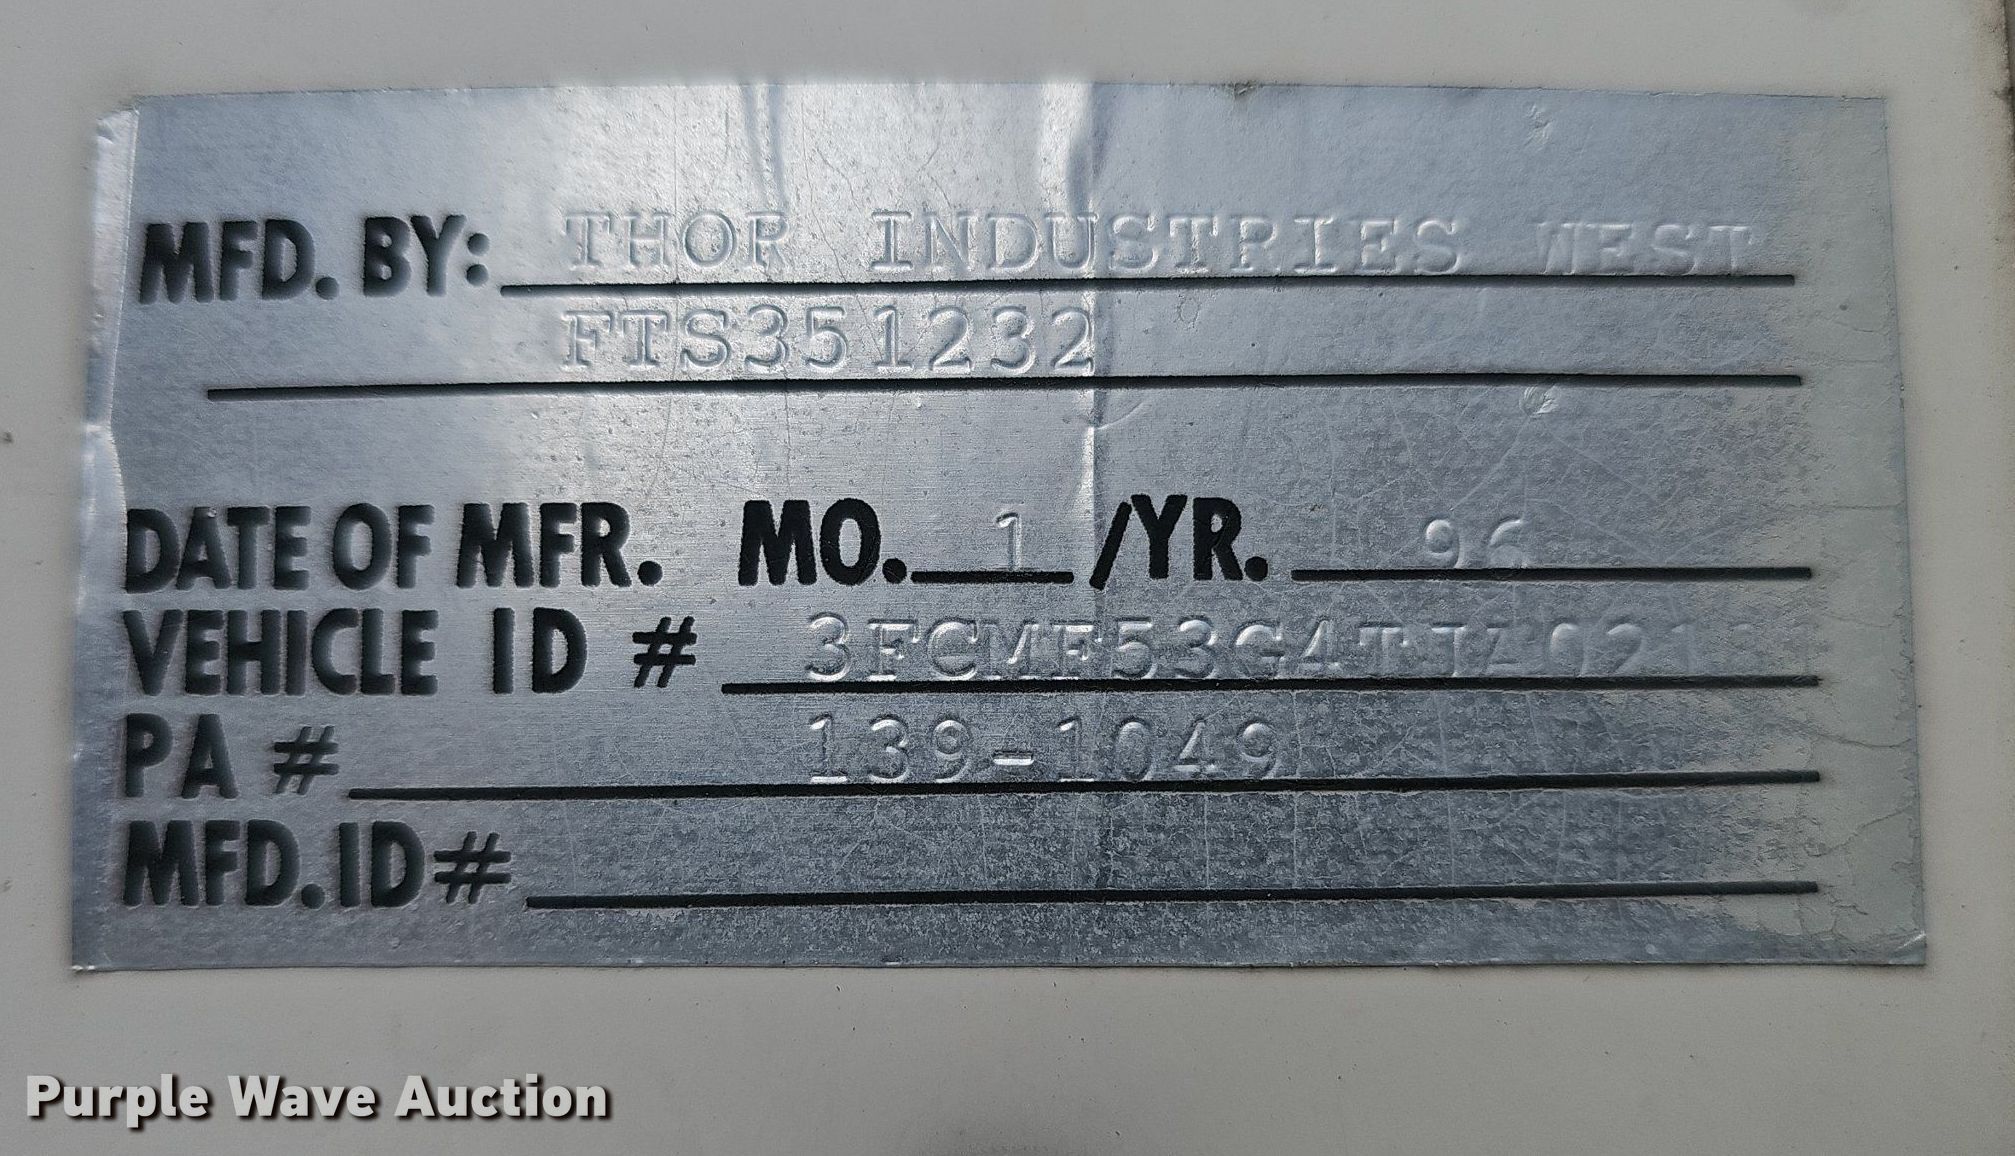 MFD. BY: THOR INDUSTRIES WEST
FTS351232
DATE OF MFR. MO. 1 /YR. 96
VEHICLE ID #
PA # 139-1049
MFD. ID#
Purple Wave Auction